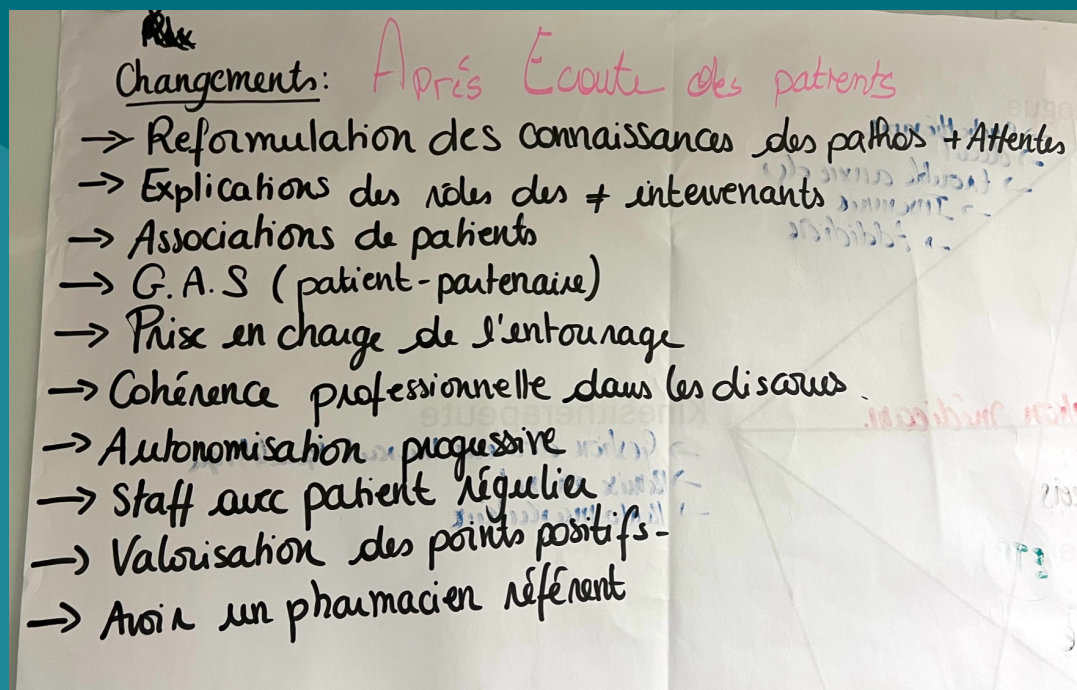 Changements: Après Ecoute des patients
→ Reformulation des connaissances des pathos + Attentes
→ Explications des rôles des ≠ intervenants
→ Associations de patients
→ G.A.S (patient-partenaire)
→ Prise en charge de l'entourage
→ Cohérence professionnelle dans les discours.
→ Autonomisation progressive
→ Staff avec patient régulier
→ Valorisation des points positifs-
→ Avoir un pharmacien référent
Kinésithérapeute